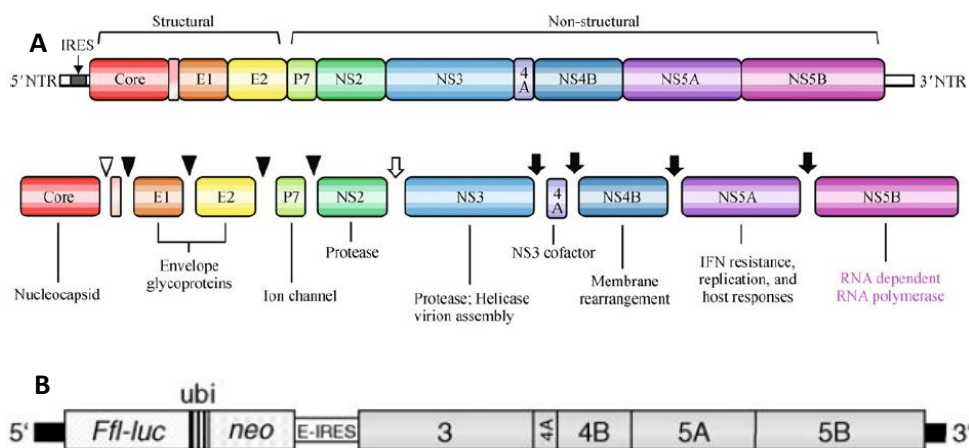 Structural Non-structural
A
IRES
5'NTR Core E1 E2 P7 NS2 NS3 4A NS4B NS5A NS5B 3'NTR
Core E1 E2 P7 NS2 NS3 4A NS4B NS5A NS5B
Nucleocapsid
Envelope
glycoproteins
Ion channel
Protease
Protease; Helicase
virion assembly
NS3 cofactor
Membrane
rearrangement
IFN resistance,
replication, and
host responses
RNA dependent
RNA polymerase
B
ubi
5' Ffl-luc neo E-IRES 3 4A 4B 5A 5B 3'